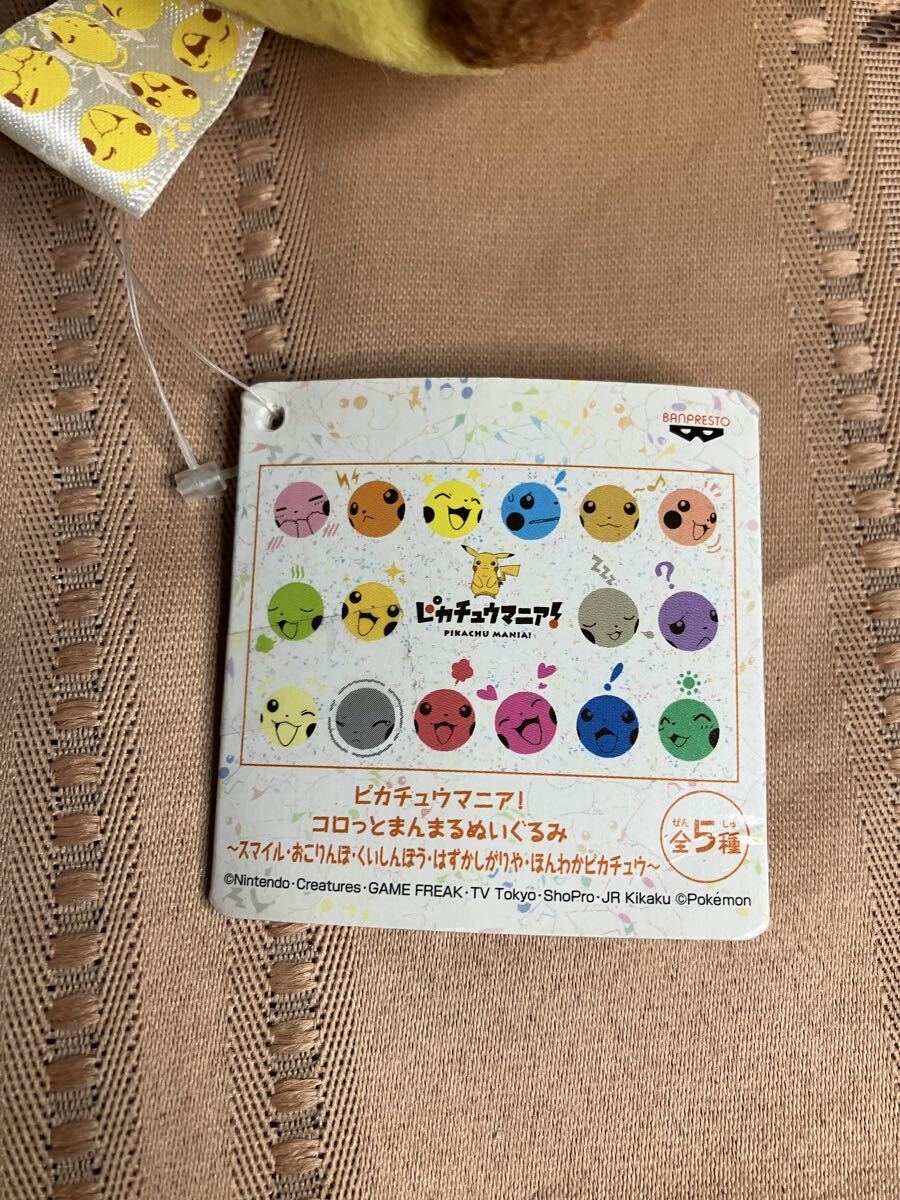 BANPRESTO
zzz
?
ピカチュウマニア!
PIKACHU MANIA!
!
ピカチュウマニア!
コロっとまんまるぬいぐるみ
～スマイル・おこりんぼ・くいしんぼう・はずかしがりや・ほんわかピカチュウ～
ぜん しゅ
全5種
©Nintendo・Creatures・GAME FREAK・TV Tokyo・ShoPro・JR Kikaku ©Pokémon